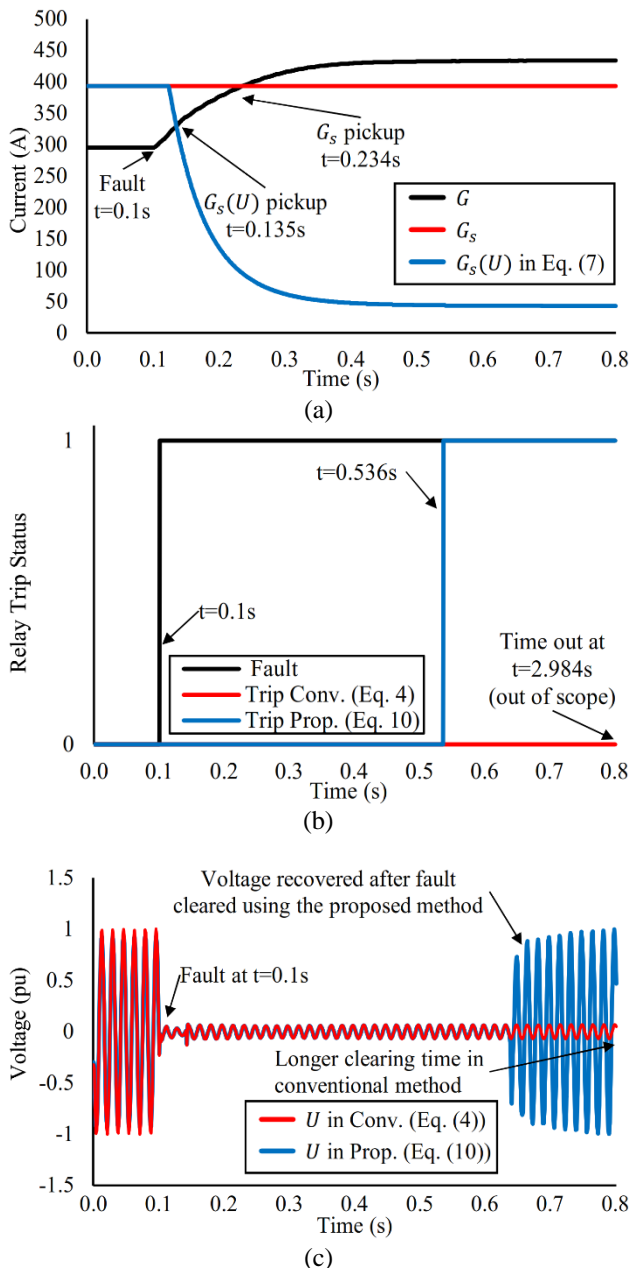 500
450
400
350
300
250
200
150
100
50
0
Current (A)
Fault
t=0.1s
G_s(U) pickup
t=0.135s
G_s pickup
t=0.234s
G
G_s
G_s(U) in Eq. (7)
0.0 0.1 0.2 0.3 0.4 0.5 0.6 0.7 0.8
Time (s)
(a)
1
0
Relay Trip Status
t=0.536s
t=0.1s
Time out at
t=2.984s
(out of scope)
Fault
Trip Conv. (Eq. 4)
Trip Prop. (Eq. 10)
0.0 0.1 0.2 0.3 0.4 0.5 0.6 0.7 0.8
Time (s)
(b)
1.5
1
0.5
0
-0.5
-1
-1.5
Voltage (pu)
Voltage recovered after fault
cleared using the proposed method
Fault at t=0.1s
Longer clearing time in
conventional method
U in Conv. (Eq. (4))
U in Prop. (Eq. (10))
0.0 0.1 0.2 0.3 0.4 0.5 0.6 0.7 0.8
Time (s)
(c)